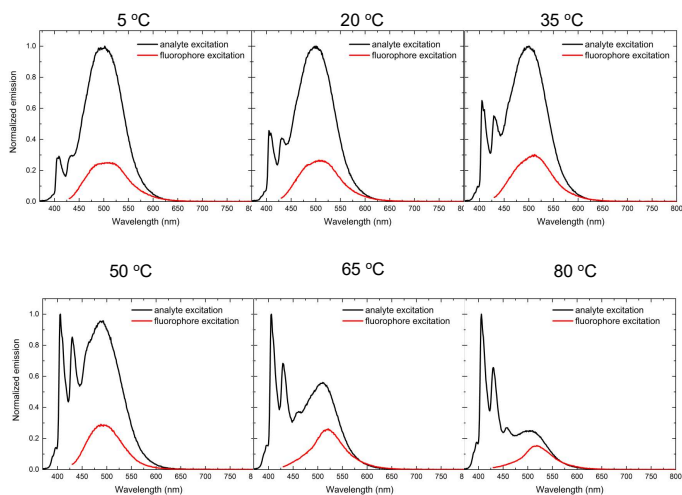 5 °C
20 °C
35 °C
analyte excitation
fluorophore excitation
analyte excitation
fluorophore excitation
analyte excitation
fluorophore excitation
Normalized emission
1.0
0.8
0.6
0.4
0.2
0.0
400 450 500 550 600 650 700 750 8
400 450 500 550 600 650 700 750 8
400 450 500 550 600 650 700 750 800
Wavelength (nm)
Wavelength (nm)
Wavelength (nm)
50 °C
65 °C
80 °C
analyte excitation
fluorophore excitation
analyte excitation
fluorophore excitation
analyte excitation
fluorophore excitation
Normalized emission
1.0
0.8
0.6
0.4
0.2
0.0
400 450 500 550 600 650 700 750 8
400 450 500 550 600 650 700 750 8
400 450 500 550 600 650 700 750 800
Wavelength (nm)
Wavelength (nm)
Wavelength (nm)